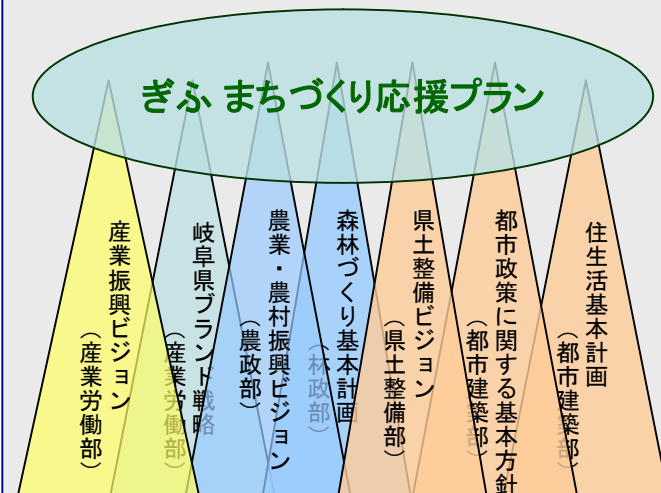 ぎふ まちづくり応援プラン
産業振興ビジョン
（産業労働部）
岐阜県ブランド戦略
（産業労働部）
農業・農村振興ビジョン
（農政部）
森林づくり基本計画
（林政部）
県土整備ビジョン
（県土整備部）
都市政策に関する基本方針
（都市建築部）
住生活基本計画
（都市建築部）